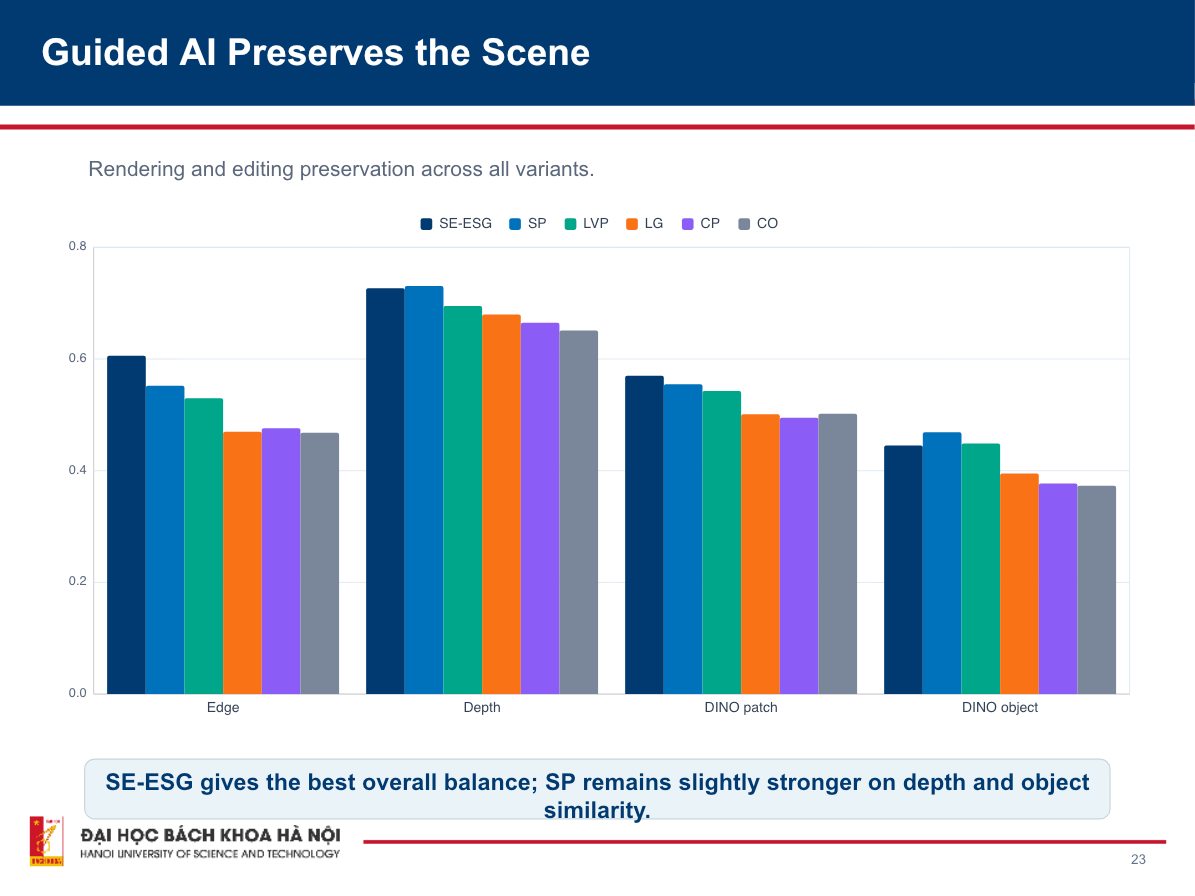 Guided AI Preserves the Scene
Rendering and editing preservation across all variants.
SE-ESG SP LVP LG CP CO
0.8
0.6
0.4
0.2
0.0
Edge Depth DINO patch DINO object
SE-ESG gives the best overall balance; SP remains slightly stronger on depth and object
similarity.
ĐẠI HỌC BÁCH KHOA HÀ NỘI
HANOI UNIVERSITY OF SCIENCE AND TECHNOLOGY
23